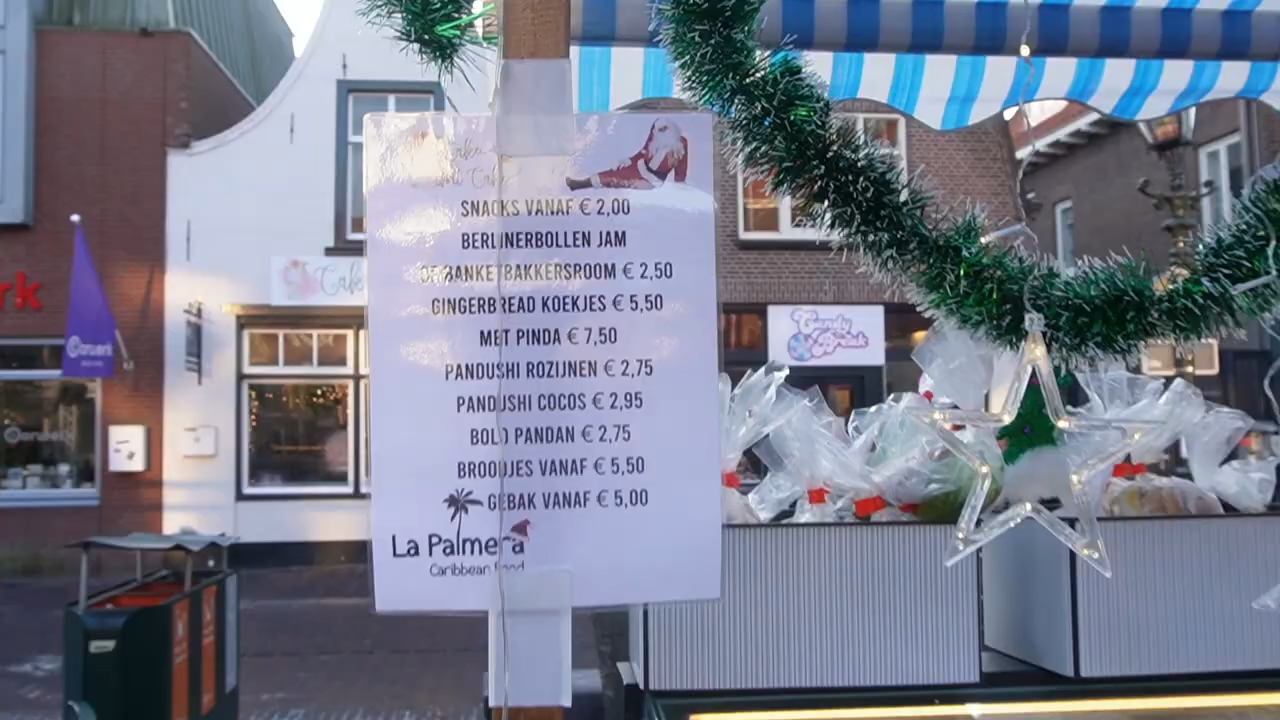 SNACKS VANAF € 2,00
BERLINERBOLLEN JAM
OF BANKETBAKKERSROOM € 2,50
GINGERBREAD KOEKJES € 5,50
MET PINDA € 7,50
PANDUSHI ROZIJNEN € 2,75
PANDUSHI COCOS € 2,95
BOLO PANDAN € 2,75
BROODJES VANAF € 5,50
GEBAK VANAF € 5,00
La Palmera
Caribbean Food
Cake
Candy
Break